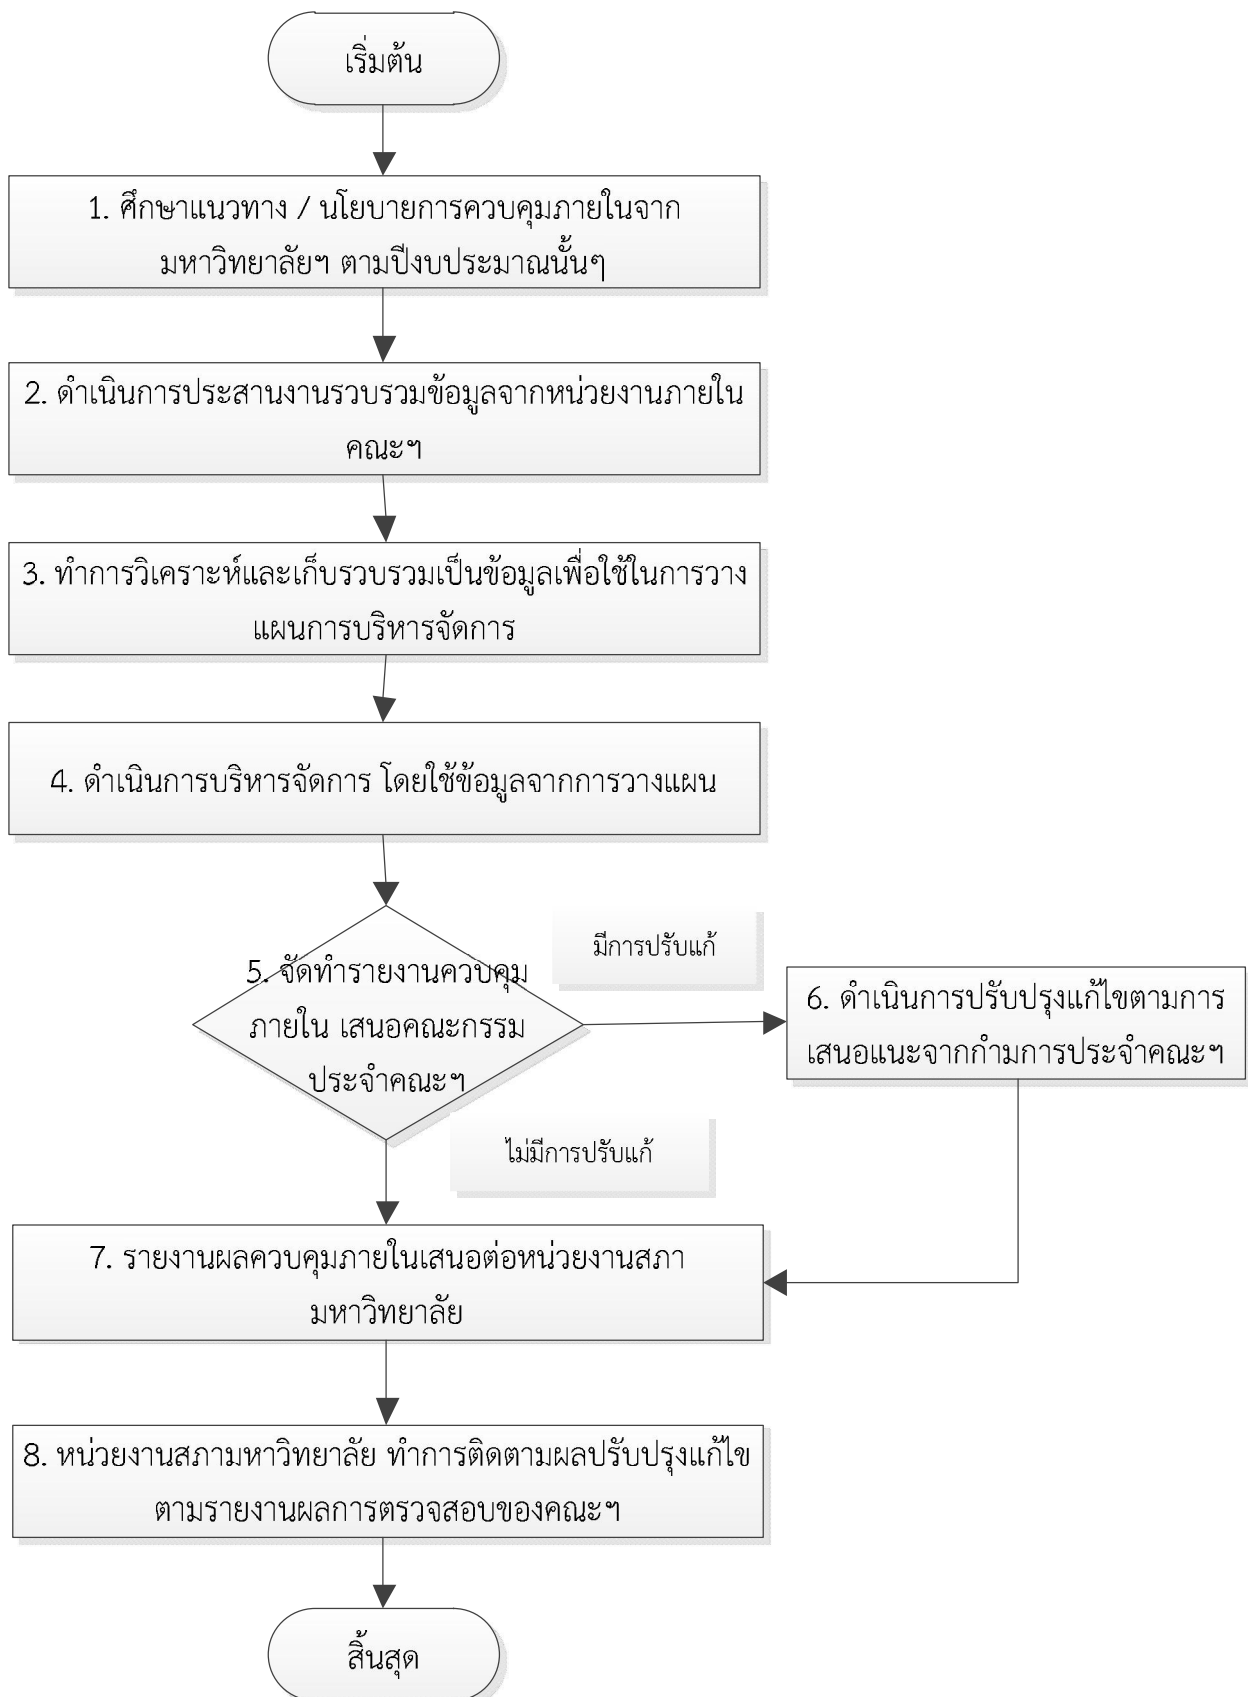 เริ่มต้น
1. ศึกษาแนวทาง / นโยบายการควบคุมภายในจาก
มหาวิทยาลัยฯ ตามปีงบประมาณนั้นๆ
2. ดำเนินการประสานงานรวบรวมข้อมูลจากหน่วยงานภายใน
คณะฯ
3. ทำการวิเคราะห์และเก็บรวบรวมเป็นข้อมูลเพื่อใช้ในการวาง
แผนการบริหารจัดการ
4. ดำเนินการบริหารจัดการ โดยใช้ข้อมูลจากการวางแผน
5. จัดทำรายงานควบคุม
ภายใน เสนอคณะกรรม
ประจำคณะฯ
มีการปรับแก้
6. ดำเนินการปรับปรุงแก้ไขตามการ
เสนอแนะจากกำมการประจำคณะฯ
ไม่มีการปรับแก้
7. รายงานผลควบคุมภายในเสนอต่อหน่วยงานสภา
มหาวิทยาลัย
8. หน่วยงานสภามหาวิทยาลัย ทำการติดตามผลปรับปรุงแก้ไข
ตามรายงานผลการตรวจสอบของคณะฯ
สิ้นสุด